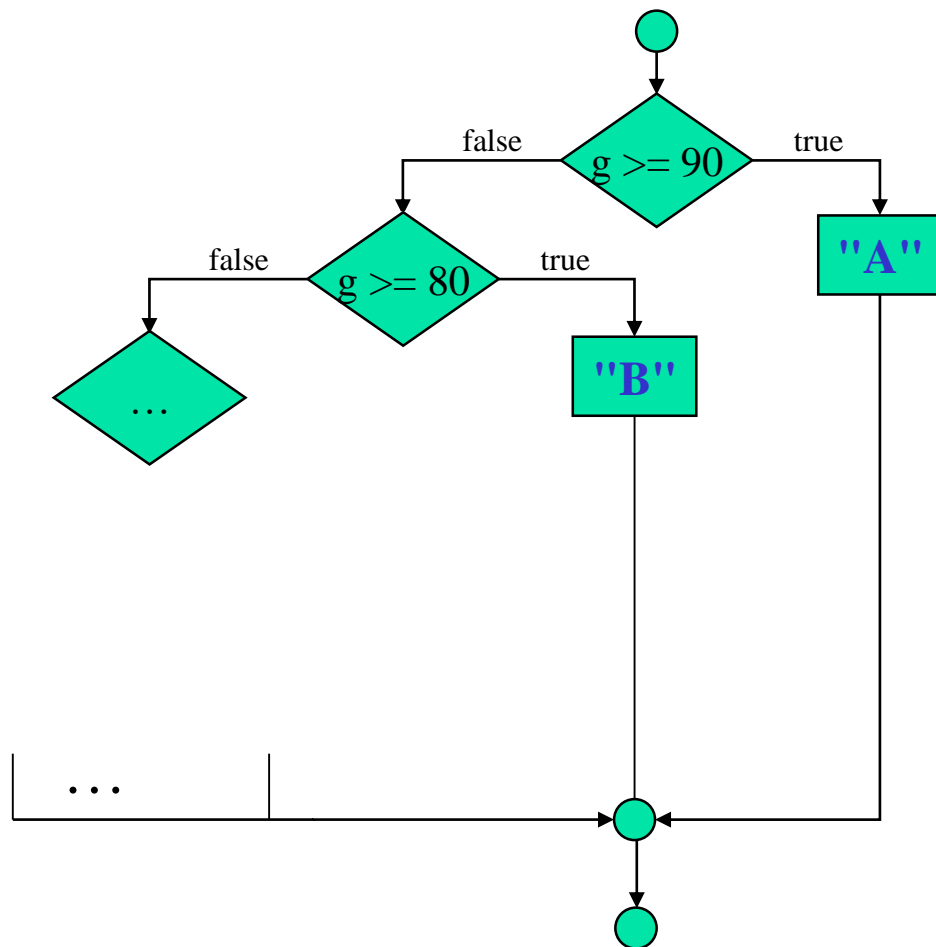 false
true
g >= 90
"A"
false
true
g >= 80
"B"
...
...